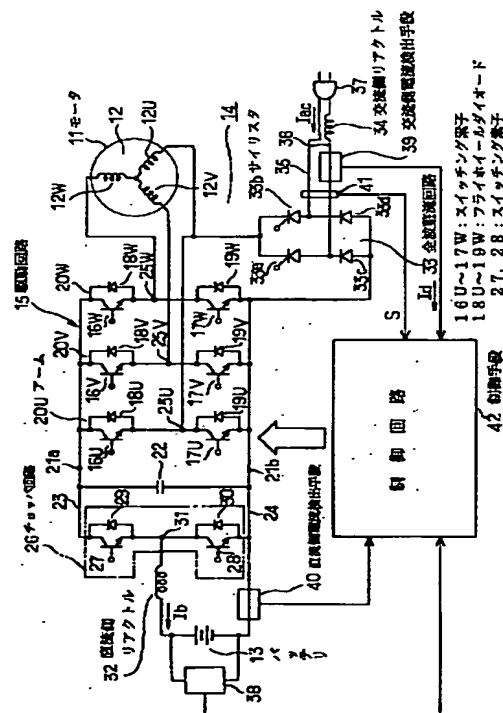 11 モータ
12
12U
12W
12V
14
15 駆動回路
20W
18W
16W
25W
20V
18V
16V
25V
20U アーム
18U
16U
25U
19W
17W
19V
17V
19U
17U
21a
21b
22
23
24
26 チョッパ回路
27
29
28
30
31
32 直流側
リアクトル
Ib
13
バッテリ
38
40 直流側電流検出手段
33b サイリスタ
33a
33d
33c
33 全波整流回路
36
38
Iac
37
34 交流側リアクトル
39 交流側電流検出手段
41
S
Id
制御回路
42 制御手段
16U〜17W:スイッチング素子
18U〜19W:フライホイールダイオード
27, 28:スイッチング素子